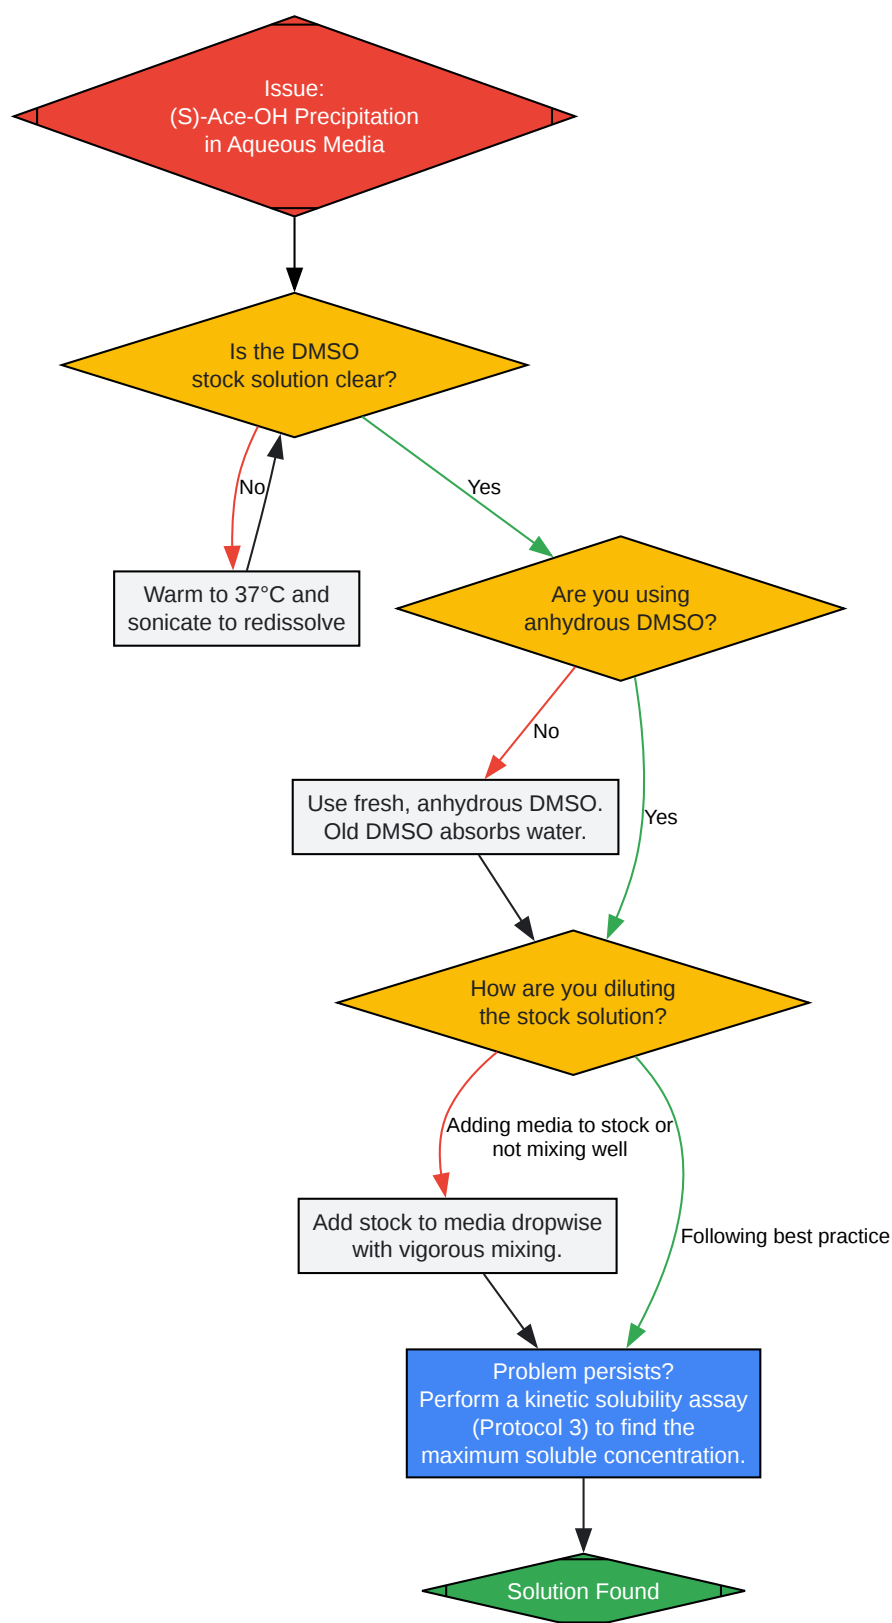 Issue:
(S)-Ace-OH Precipitation
in Aqueous Media
Is the DMSO
stock solution clear?
No
Yes
Warm to 37°C and
sonicate to redissolve
Are you using
anhydrous DMSO?
No
Use fresh, anhydrous DMSO.
Old DMSO absorbs water.
Yes
How are you diluting
the stock solution?
Adding media to stock or
not mixing well
Add stock to media dropwise
with vigorous mixing.
Following best practice
Problem persists?
Perform a kinetic solubility assay
(Protocol 3) to find the
maximum soluble concentration.
Solution Found